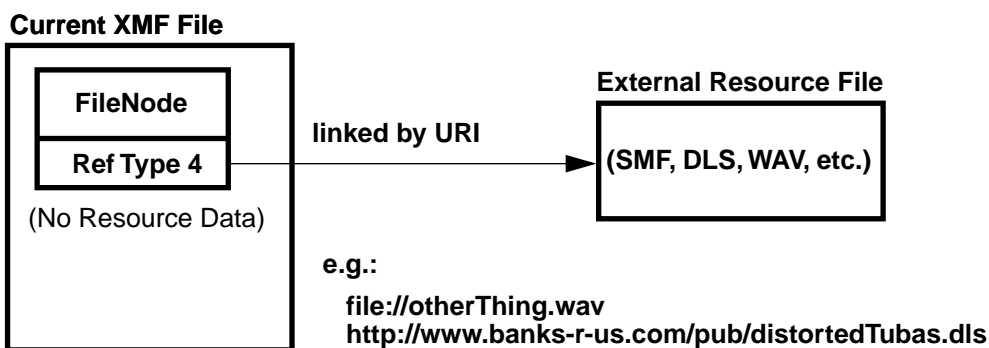 Current XMF File
FileNode
Ref Type 4
(No Resource Data)
linked by URI
External Resource File
(SMF, DLS, WAV, etc.)
e.g.:
file://otherThing.wav
http://www.banks-r-us.com/pub/distortedTubas.dls